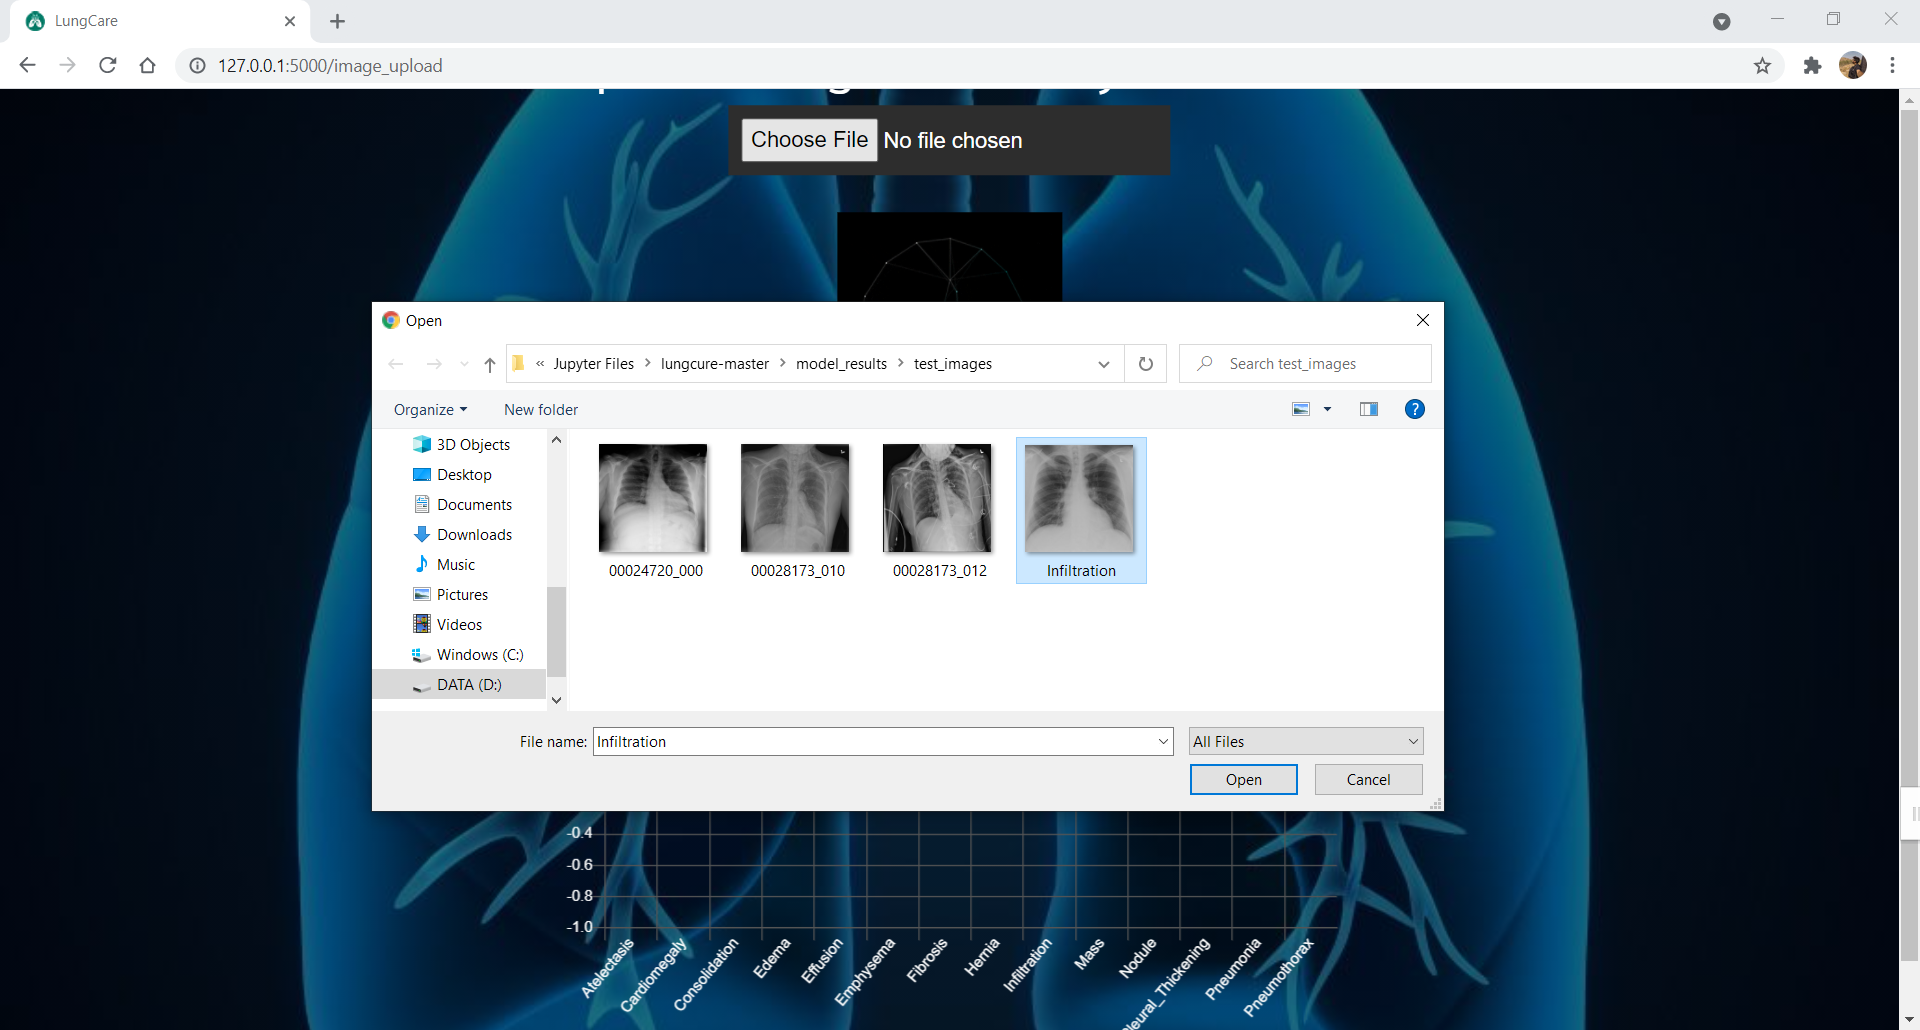 LungCare
127.0.0.1:5000/image_upload
Choose File No file chosen
Open
« Jupyter Files > lungcure-master > model_results > test_images
Search test_images
Organize
New folder
3D Objects
Desktop
Documents
Downloads
Music
Pictures
Videos
Windows (C:)
DATA (D:)
00024720_000
00028173_010
00028173_012
Infiltration
File name: Infiltration
All Files
Open
Cancel
-0.4
-0.6
-0.8
-1.0
Atelectasis
Cardiomegaly
Consolidation
Edema
Effusion
Emphysema
Fibrosis
Hernia
Infiltration
Mass
Nodule
leural_Thickening
Pneumonia
Pneumothorax